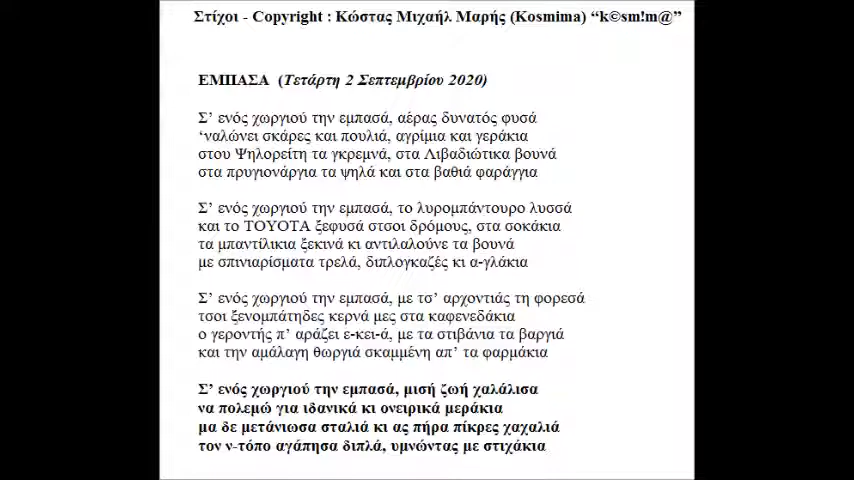 Στίχοι - Copyright : Κώστας Μιχαήλ Μαρής (Kosmima) “k©sm!m@”
ΕΜΠΑΣΑ (Τετάρτη 2 Σεπτεμβρίου 2020)
Σ’ ενός χωργιού την εμπασά, αέρας δυνατός φυσά
‘ναλώνει σκάρες και πουλιά, αγρίμια και γεράκια
στου Ψηλορείτη τα γκρεμνά, στα Λιβαδιώτικα βουνά
στα πρυγιονάργια τα ψηλά και στα βαθιά φαράγγια
Σ’ ενός χωργιού την εμπασά, το λυρομπάντουρο λυσσά
και το TOYOTA ξεφυσά στσοι δρόμους, στα σοκάκια
τα μπαντίλικια ξεκινά κι αντιλαλούνε τα βουνά
με σπινιαρίσματα τρελά, διπλογκαζές κι α-γλάκια
Σ’ ενός χωργιού την εμπασά, με τσ’ αρχοντιάς τη φορεσά
τσοι ξενομπάτηδες κερνά μες στα καφενεδάκια
ο γεροντής π’ αράζει ε-κει-ά, με τα στιβάνια τα βαργιά
και την αμάλαγη θωργιά σκαμμένη απ’ τα φαρμάκια
Σ’ ενός χωργιού την εμπασά, μισή ζωή χαλάλισα
να πολεμώ για ιδανικά κι ονειρικά μεράκια
μα δε μετάνιωσα σταλιά κι ας πήρα πίκρες χαχαλιά
τον ν-τόπο αγάπησα διπλά, υμνώντας με στιχάκια